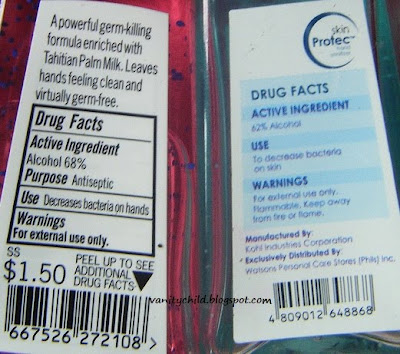 A powerful germ-killing
formula enriched with
Tahitian Palm Milk. Leaves
hands feeling clean and
virtually germ-free.
Drug Facts
Active Ingredient
Alcohol 68%
Purpose Antiseptic
Use Decreases bacteria on hands
Warnings
For external use only.
SS
$1.50
PEEL UP TO SEE
ADDITIONAL
DRUG FACTS
667526 272108
skin
Protec
DRUG FACTS
ACTIVE INGREDIENT
62% Alcohol
USE
To decrease bacteria
on skin
WARNINGS
For external use only.
Flammable. Keep away
from fire or flame.
Manufactured By:
Kohl Industries Corporation
Exclusively Distributed By:
Watsons Personal Care Stores (Phils) Inc.
4 809012 648868
vanitychild.blogspot.com